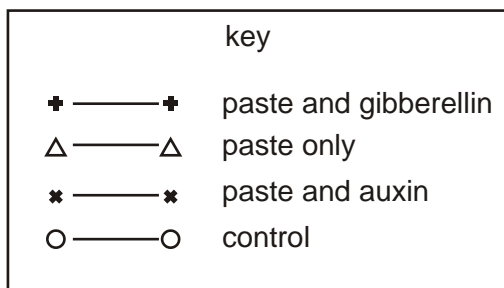 key
paste and gibberellin
paste only
paste and auxin
control